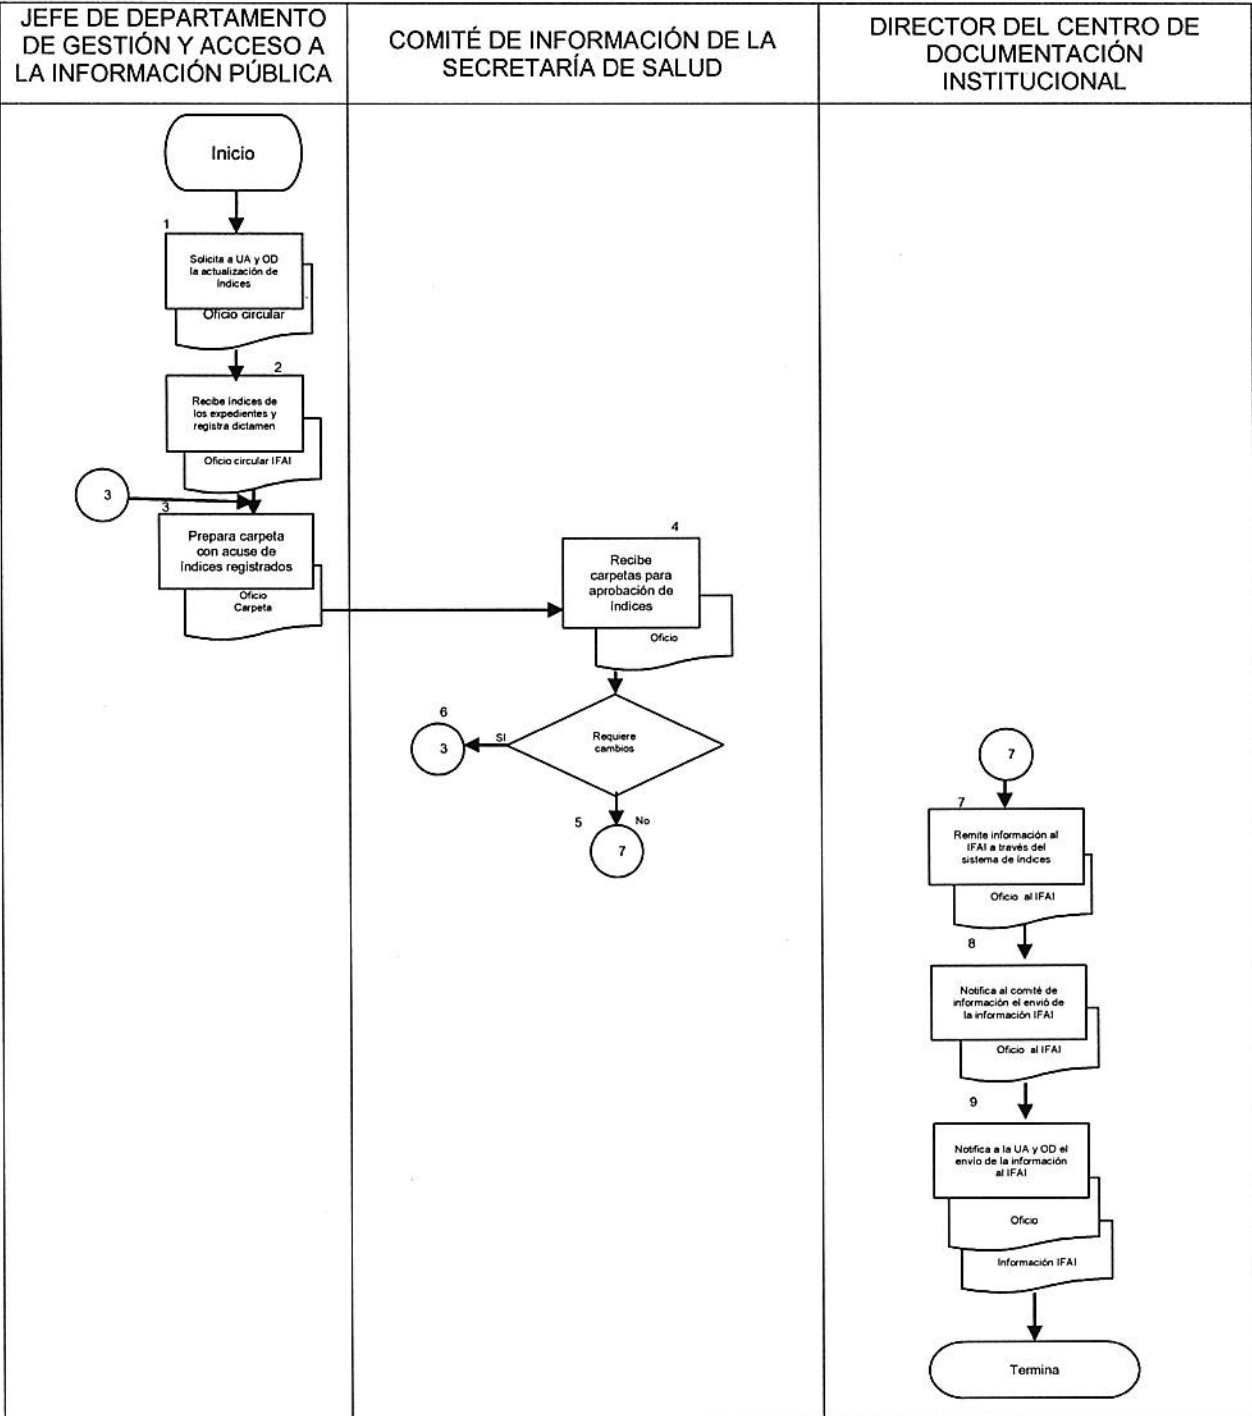 JEFE DE DEPARTAMENTO
DE GESTIÓN Y ACCESO A
LA INFORMACIÓN PÚBLICA
COMITÉ DE INFORMACIÓN DE LA
SECRETARÍA DE SALUD
DIRECTOR DEL CENTRO DE
DOCUMENTACIÓN
INSTITUCIONAL
Inicio
1
Solicita a UA y OD
la actualización de
índices
Oficio circular
2
Recibe índices de
los expedientes y
registra dictamen
Oficio circular IFAI
3
3
Prepara carpeta
con acuse de
índices registrados
Oficio
Carpeta
4
Recibe
carpetas para
aprobación de
índices
Oficio
Requiere
cambios
SI
6
3
5
No
7
7
7
Remite información al
IFAI a través del
sistema de índices
Oficio al IFAI
8
Notifica al comité de
información el envió de
la información IFAI
Oficio al IFAI
9
Notifica a la UA y OD el
envío de la información
al IFAI
Oficio
Información IFAI
Termina